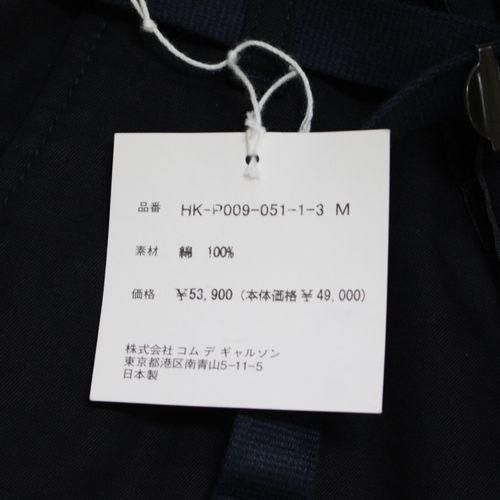 品番 HK-P009-051-1-3 M
素材 綿 100%
価格 ¥53,900 (本体価格 ¥49,000)
株式会社 コム デ ギャルソン
東京都港区南青山5-11-5
日本製